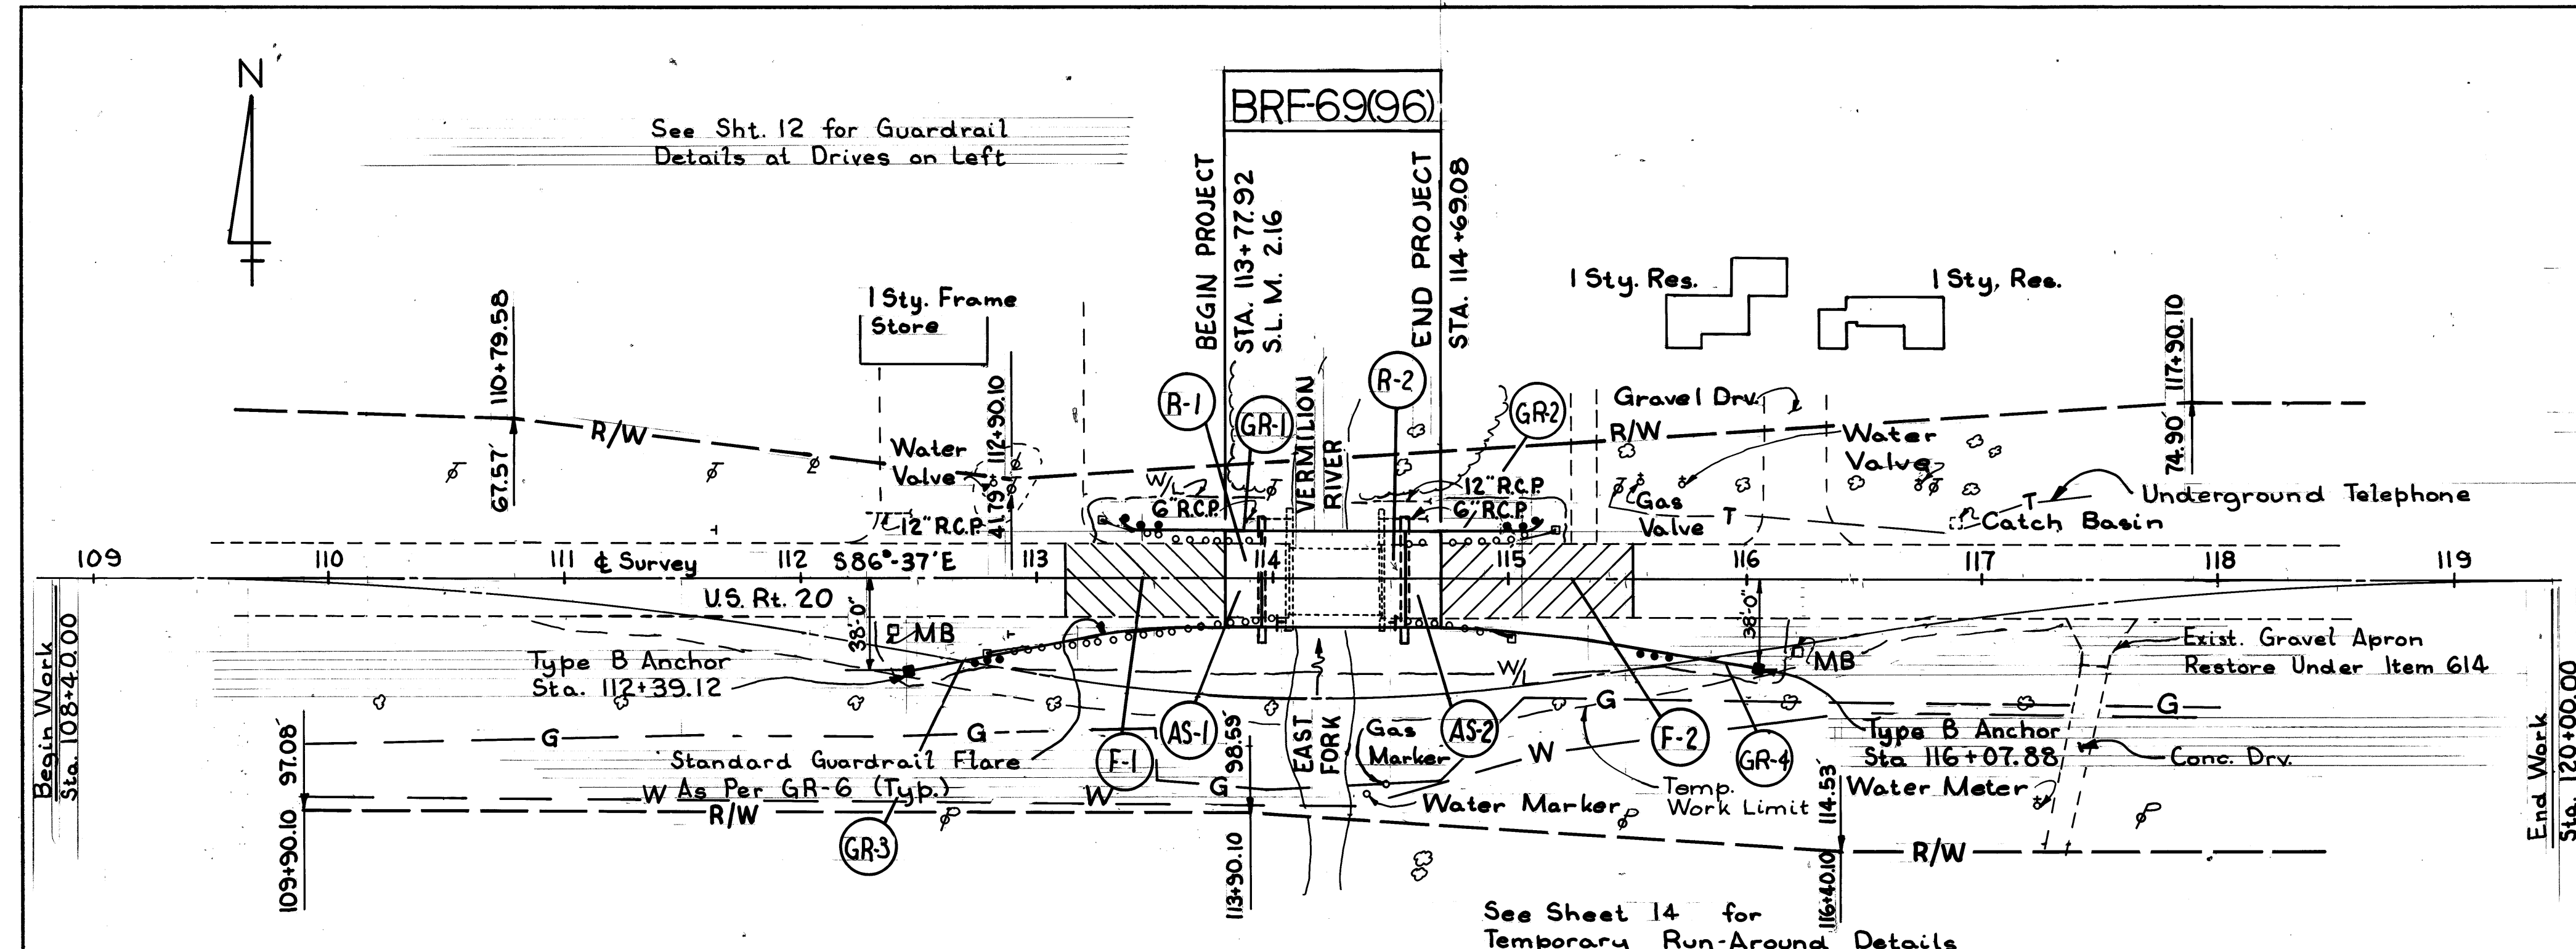 N
See Sht. 12 for Guardrail
Details at Drives on Left
BRF-69(96)
BEGIN PROJECT
STA. 113+77.92
S.L.M. 2.16
END PROJECT
STA. 114+69.08
1 Sty. Frame
Store
1 Sty. Res.
1 Sty, Res.
110+79.58
67.57'
R/W
Water
Valve
112+90.10
41.79'
R-1
GR-1
VERMILION
RIVER
R-2
GR-2
Gravel Drv.
R/W
Water
Valve
117+90.10
74.90'
W/L
6" R.C.P.
12" R.C.P.
12" R.C.P.
6" R.C.P.
Gas
Valve
T
T
Underground Telephone
Catch Basin
109
110
111
₵ Survey
112
S86°-37'E
113
114
115
116
117
118
119
U.S. Rt. 20
38'-0"
38'-0"
MB
MB
Type B Anchor
Sta. 112+39.12
Exist. Gravel Apron
Restore Under Item 614
W/L
Begin Work
Sta. 108+40.00
End Work
Sta. 120+00.00
G
G
G
G
G
Standard Guardrail Flare
As Per GR-6 (Typ.)
F-1
AS-1
98.59'
EAST
FORK
Gas
Marker
AS-2
W
F-2
GR-4
Type B Anchor
Sta 116+07.88
Conc. Drv.
Temp.
Work Limit
Water Meter
Water Marker
W
W
R/W
GR-3
97.08'
109+90.10
113+90.10
114.53'
116+40.10
R/W
See Sheet 14 for
Temporary Run-Around Details